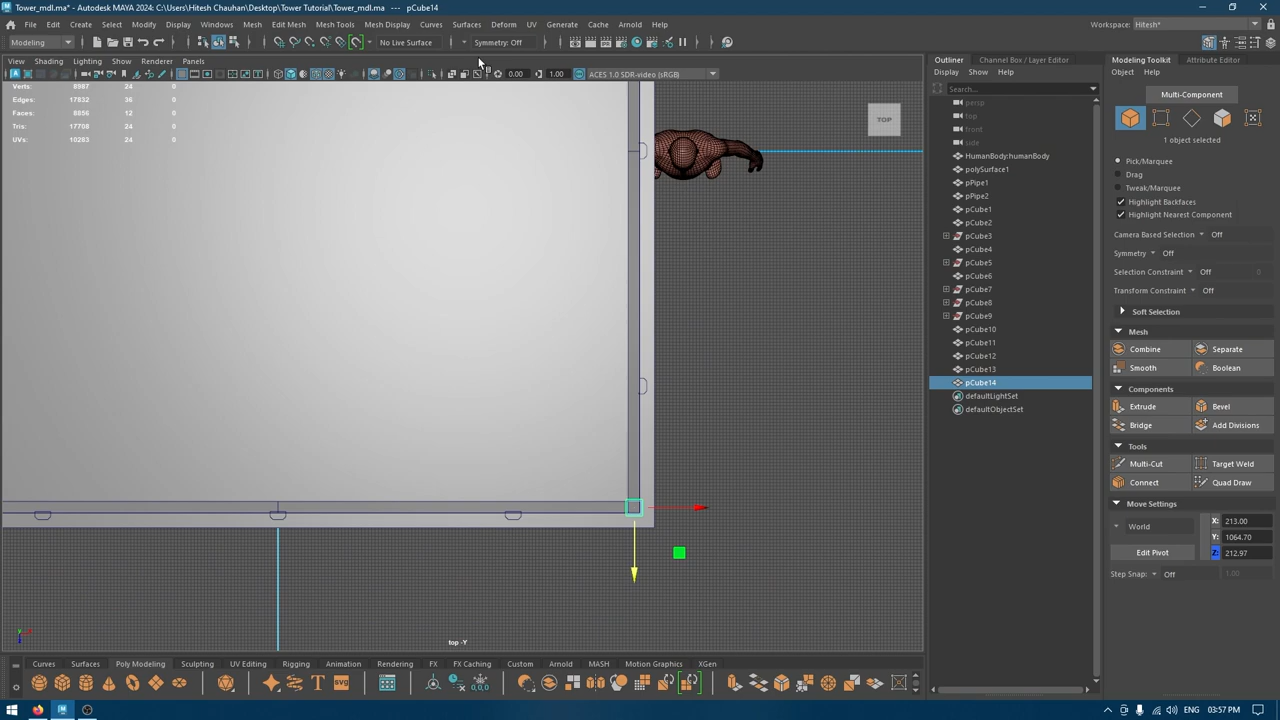 Tower_mdl.ma* - Autodesk MAYA 2024: C:\Users\Hitesh Chauhan\Desktop\Tower Tutorial\Tower_mdl.ma* --- pCube14
File Edit Create Select Modify Display Windows Mesh Edit Mesh Mesh Tools Mesh Display Curves Surfaces Deform UV Generate Cache Arnold Help Workspace: Hitesh*
Modeling No Live Surface Symmetry: Off
View Shading Lighting Show Renderer Panels
0.00 1.00 ACES 1.0 SDR-video (sRGB)
Verts: 8987 24 0
Edges: 17832 36 0
Faces: 8856 12 0
Tris: 17708 24 0
UVs: 10283 24 0
TOP
top -Y
Outliner Channel Box / Layer Editor
Display Show Help
Search...
persp
top
front
side
HumanBody:humanBody
polySurface1
pPipe1
pPipe2
pCube1
pCube2
pCube3
pCube4
pCube5
pCube6
pCube7
pCube8
pCube9
pCube10
pCube11
pCube12
pCube13
pCube14
defaultLightSet
defaultObjectSet
Modeling Toolkit Attribute Editor
Object Help
Multi-Component
1 object selected
Pick/Marquee
Drag
Tweak/Marquee
Highlight Backfaces
Highlight Nearest Component
Camera Based Selection Off
Symmetry Off
Selection Constraint Off
Transform Constraint Off
Soft Selection
Mesh
Combine Separate
Smooth Boolean
Components
Extrude Bevel
Bridge Add Divisions
Tools
Multi-Cut Target Weld
Connect Quad Draw
Move Settings
World X: 213.00
Y: 1064.70
Edit Pivot Z: 212.97
Step Snap: Off 1.00
Curves Surfaces Poly Modeling Sculpting UV Editing Rigging Animation Rendering FX FX Caching Custom Arnold MASH Motion Graphics XGen
ENG 03:57 PM